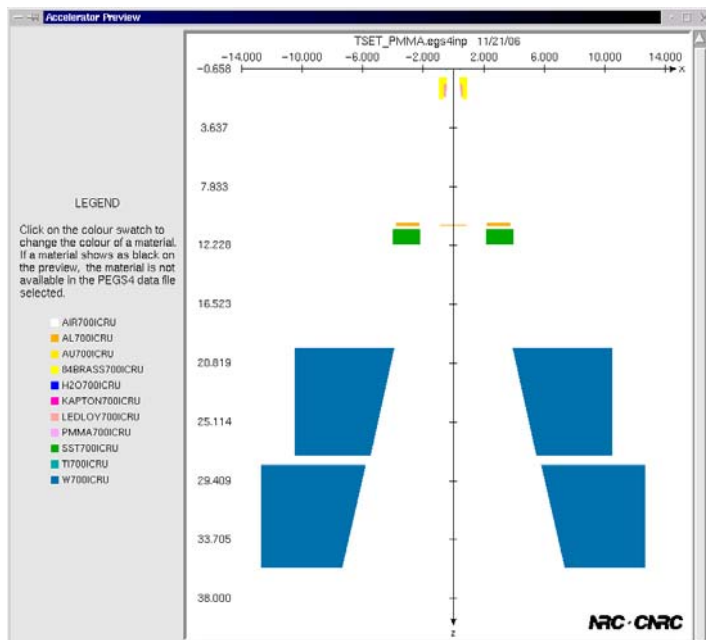 Accelerator Preview
TSET_PMMA.egs4inp 11/21/06
-14.000 -10.000 -6.000 -2.000 2.000 6.000 10.000 14.000
x
-0.658
3.637
7.933
12.228
16.523
20.819
25.114
29.409
33.705
38.000
z
LEGEND
Click on the colour swatch to
change the colour of a material.
If a material shows as black on
the preview, the material is not
available in the PEGS4 data file
selected.
AIR700ICRU
AL700ICRU
AU700ICRU
84BRASS700ICRU
H2O700ICRU
KAPTON700ICRU
LEDLOY700ICRU
PMMA700ICRU
SST700ICRU
TI700ICRU
W700ICRU
NRC·CNRC